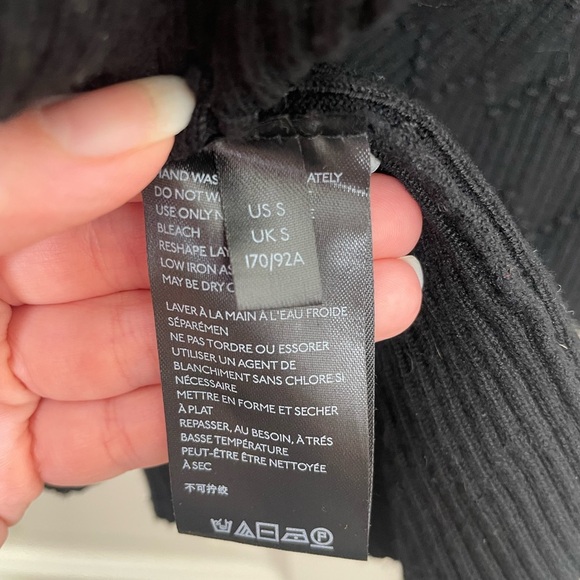 HAND WAS ATELY
DO NOT W
USE ONLY N E
BLEACH
RESHAPE LAY
LOW IRON AS
MAY BE DRY C
US S
UK S
170/92A
LAVER À LA MAIN À L'EAU FROIDE
SÉPARÉMEN
NE PAS TORDRE OU ESSORER
UTILISER UN AGENT DE
BLANCHIMENT SANS CHLORE SI
NÉCESSAIRE
METTRE EN FORME ET SECHER
À PLAT
REPASSER, AU BESOIN, À TRÉS
BASSE TEMPÉRATURE
PEUT-ÊTRE ÊTRE NETTOYÉE
À SEC
不可拧绞
P